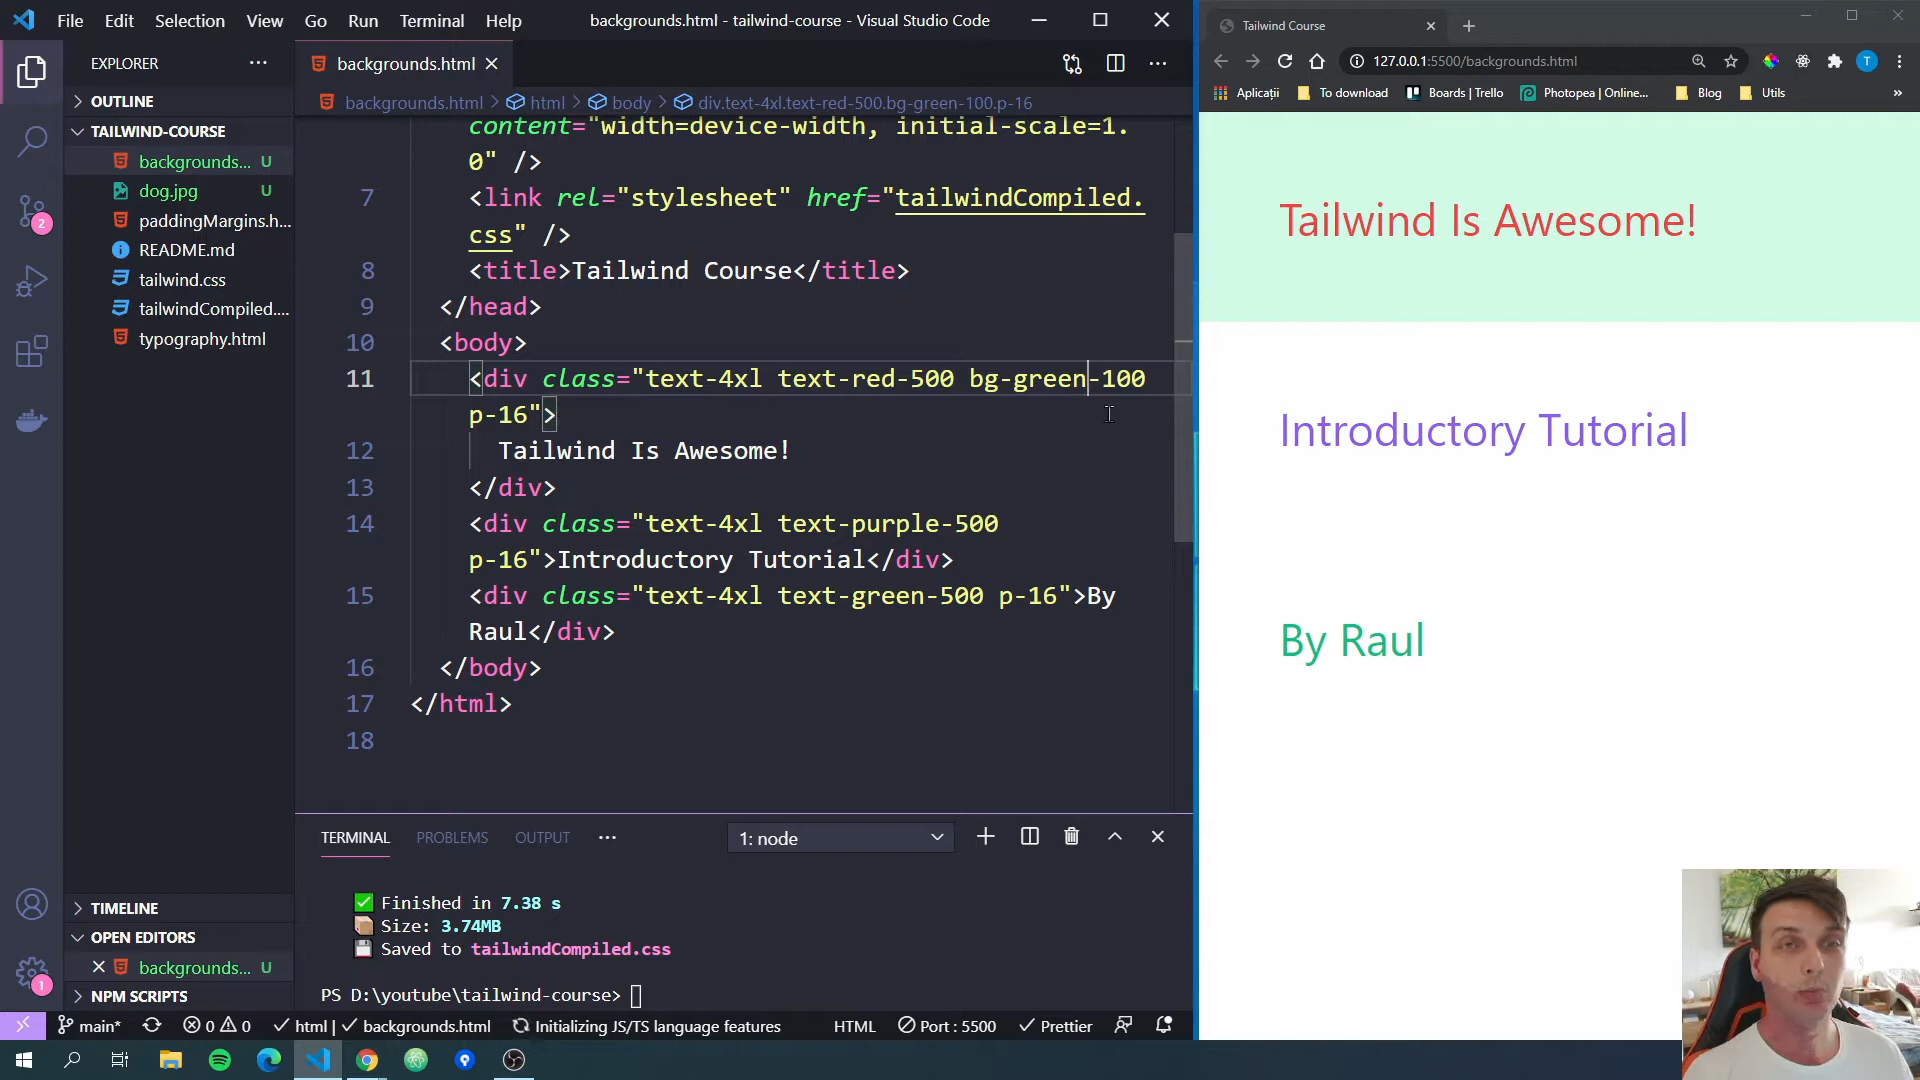 File Edit Selection View Go Run Terminal Help
backgrounds.html - tailwind-course - Visual Studio Code
EXPLORER
OUTLINE
TAILWIND-COURSE
backgrounds... U
dog.jpg U
paddingMargins.h...
README.md
tailwind.css
tailwindCompiled....
typography.html
2
TIMELINE
OPEN EDITORS
backgrounds... U
NPM SCRIPTS
1
backgrounds.html
backgrounds.html > html > body > div.text-4xl.text-red-500.bg-green-100.p-16
content="width=device-width, initial-scale=1.
0" />
7 <link rel="stylesheet" href="tailwindCompiled.
css" />
8 <title>Tailwind Course</title>
9 </head>
10 <body>
11 <div class="text-4xl text-red-500 bg-green-100
p-16">
12 Tailwind Is Awesome!
13 </div>
14 <div class="text-4xl text-purple-500
p-16">Introductory Tutorial</div>
15 <div class="text-4xl text-green-500 p-16">By
Raul</div>
16 </body>
17 </html>
18
TERMINAL PROBLEMS OUTPUT
1: node
Finished in 7.38 s
Size: 3.74MB
Saved to tailwindCompiled.css
PS D:\youtube\tailwind-course>
main* 0 0 html | backgrounds.html Initializing JS/TS language features HTML Port : 5500 Prettier
Tailwind Course
127.0.0.1:5500/backgrounds.html
T
Aplicații To download Boards | Trello Photopea | Online... Blog Utils »
Tailwind Is Awesome!
Introductory Tutorial
By Raul